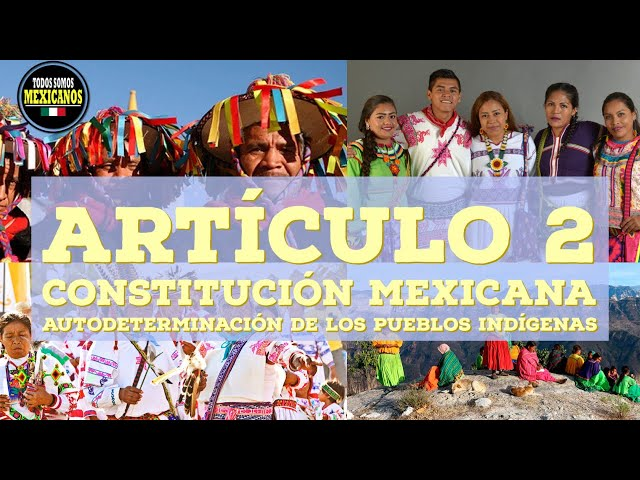 TODOS SOMOS
MEXICANOS
ARTÍCULO 2
CONSTITUCIÓN MEXICANA
AUTODETERMINACIÓN DE LOS PUEBLOS INDÍGENAS